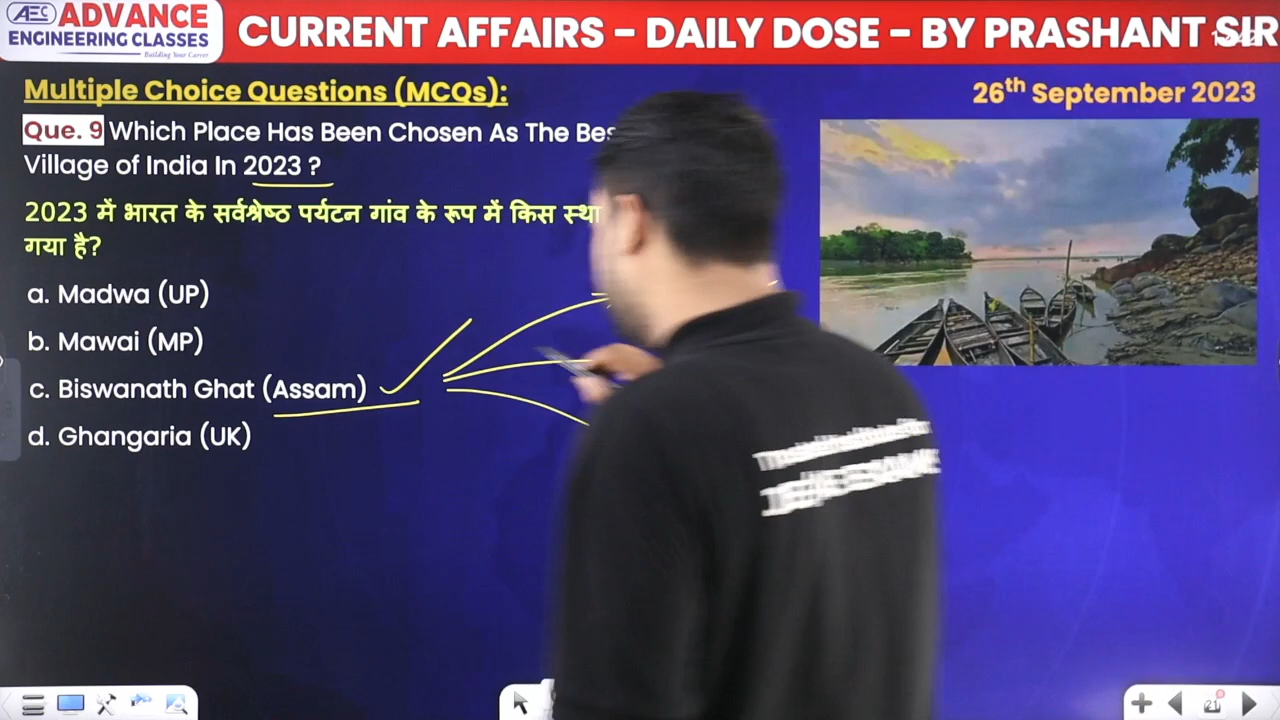 AEC ADVANCE
ENGINEERING CLASSES
Building Your Career
CURRENT AFFAIRS – DAILY DOSE – BY PRASHANT SIR
Multiple Choice Questions (MCQs):
26th September 2023
Que. 9 Which Place Has Been Chosen As The Bes
Village of India In 2023 ?
2023 में भारत के सर्वश्रेष्ठ पर्यटन गांव के रूप में किस स्था
गया है?
a. Madwa (UP)
b. Mawai (MP)
c. Biswanath Ghat (Assam)
d. Ghangaria (UK)
21